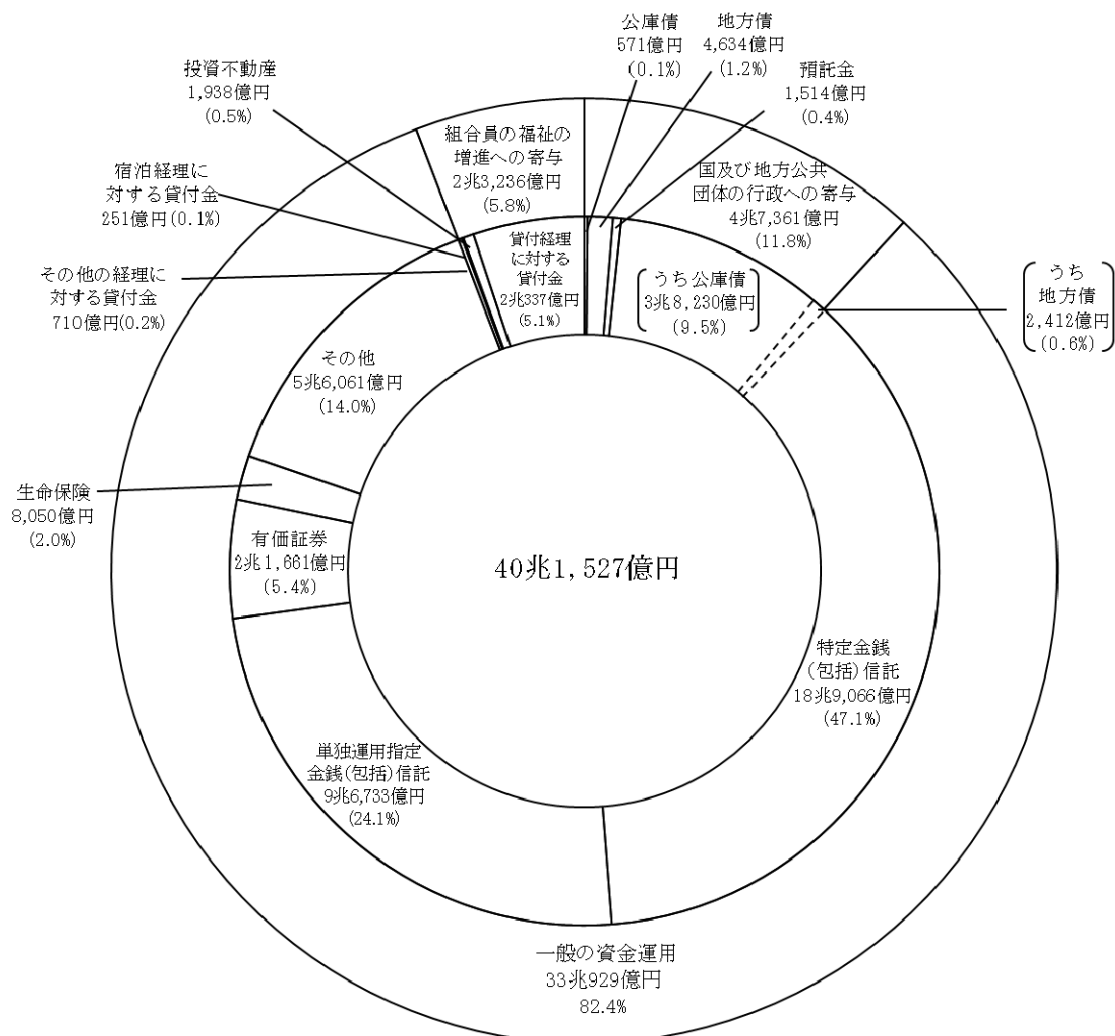 公庫債
571億円
(0.1%)
地方債
4,634億円
(1.2%)
預託金
1,514億円
(0.4%)
投資不動産
1,938億円
(0.5%)
組合員の福祉の
増進への寄与
2兆3,236億円
(5.8%)
国及び地方公共
団体の行政への寄与
4兆7,361億円
(11.8%)
宿泊経理に
対する貸付金
251億円(0.1%)
その他の経理に
対する貸付金
710億円(0.2%)
貸付経理
に対する
貸付金
2兆337億円
(5.1%)
うち公庫債
3兆8,230億円
(9.5%)
うち
地方債
2,412億円
(0.6%)
その他
5兆6,061億円
(14.0%)
生命保険
8,050億円
(2.0%)
有価証券
2兆1,661億円
(5.4%)
40兆1,527億円
特定金銭
(包括)信託
18兆9,066億円
(47.1%)
単独運用指定
金銭(包括)信託
9兆6,733億円
(24.1%)
一般の資金運用
33兆929億円
82.4%